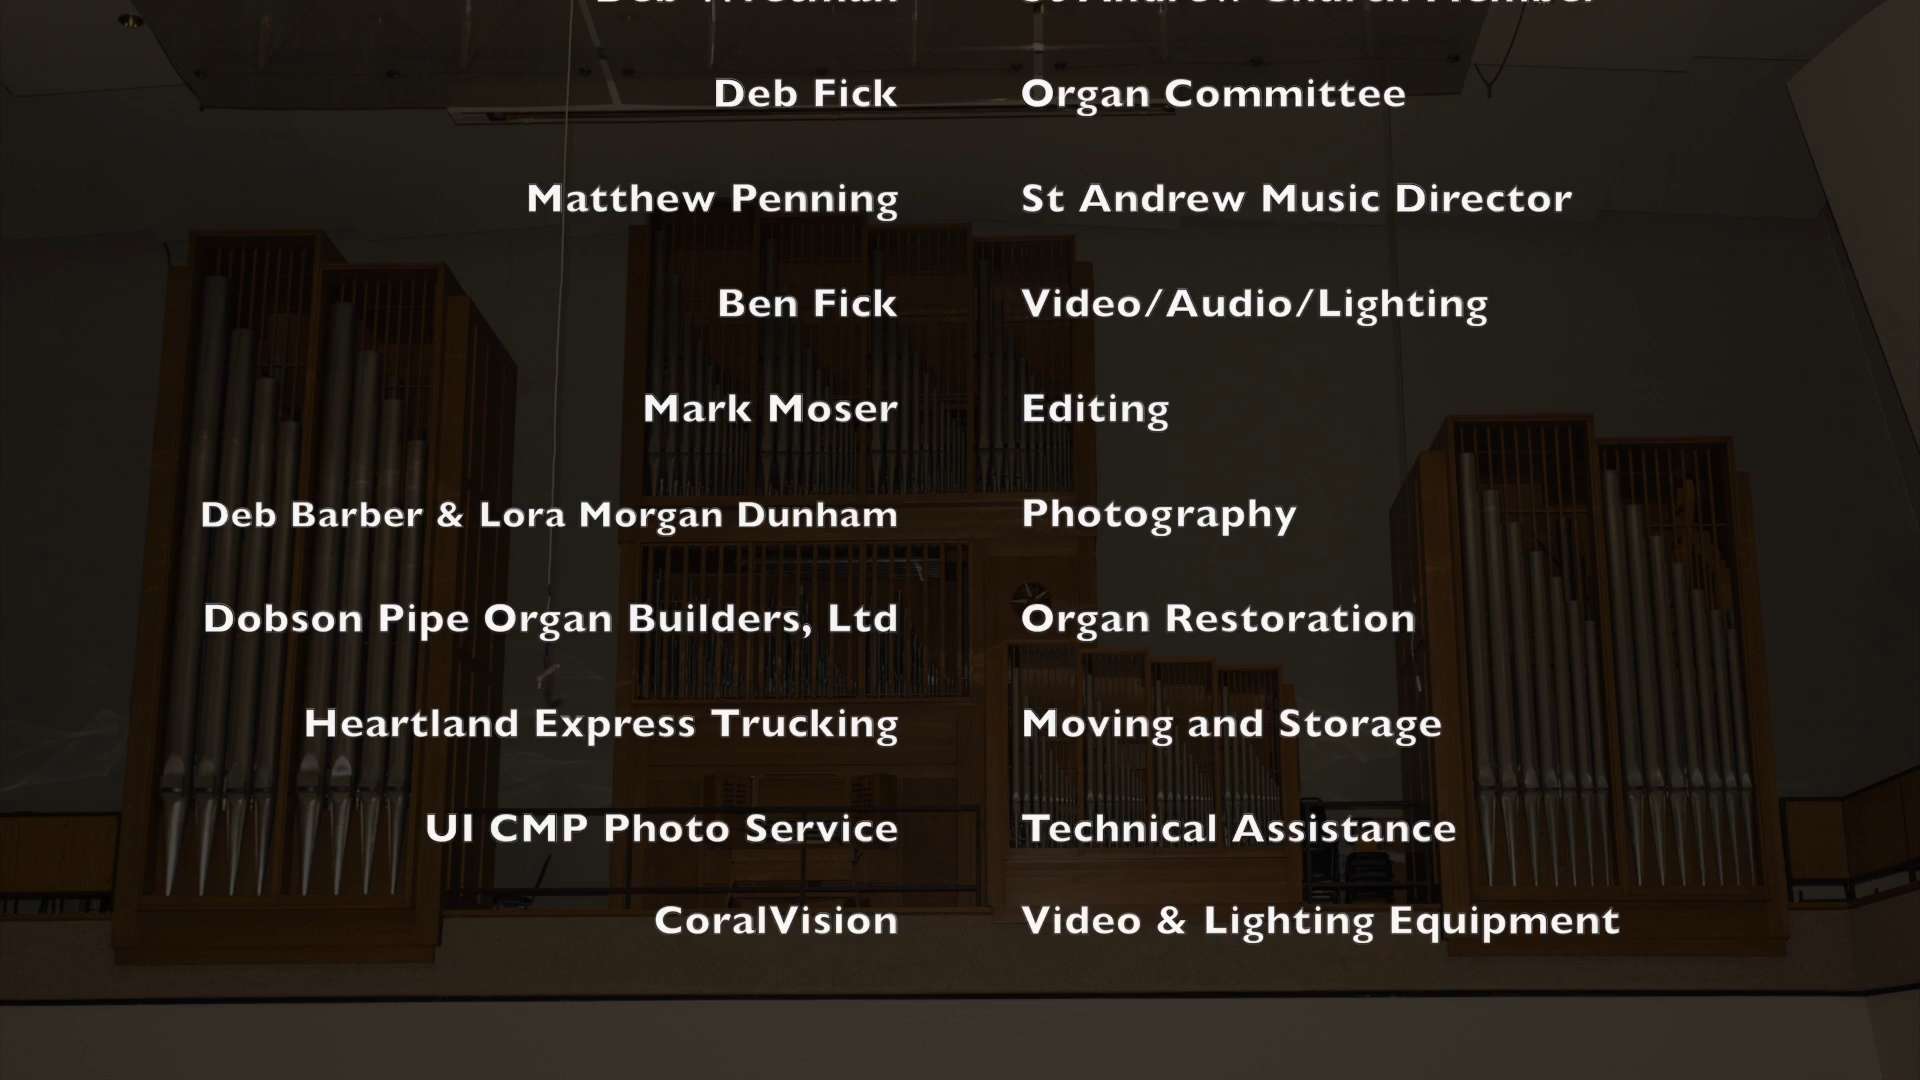 Deb
Deb Fick Organ Committee
Matthew Penning St Andrew Music Director
Ben Fick Video/Audio/Lighting
Mark Moser Editing
Deb Barber & Lora Morgan Dunham Photography
Dobson Pipe Organ Builders, Ltd Organ Restoration
Heartland Express Trucking Moving and Storage
UI CMP Photo Service Technical Assistance
CoralVision Video & Lighting Equipment